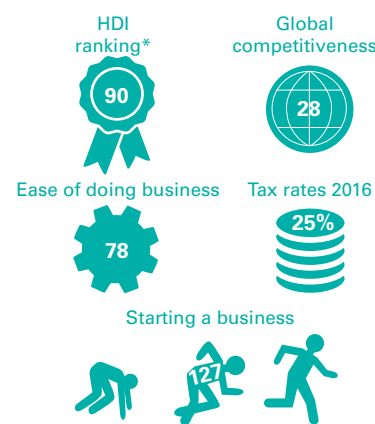 HDI
ranking*
90
Global
competitiveness
28
Ease of doing business
78
Tax rates 2016
25%
Starting a business
127